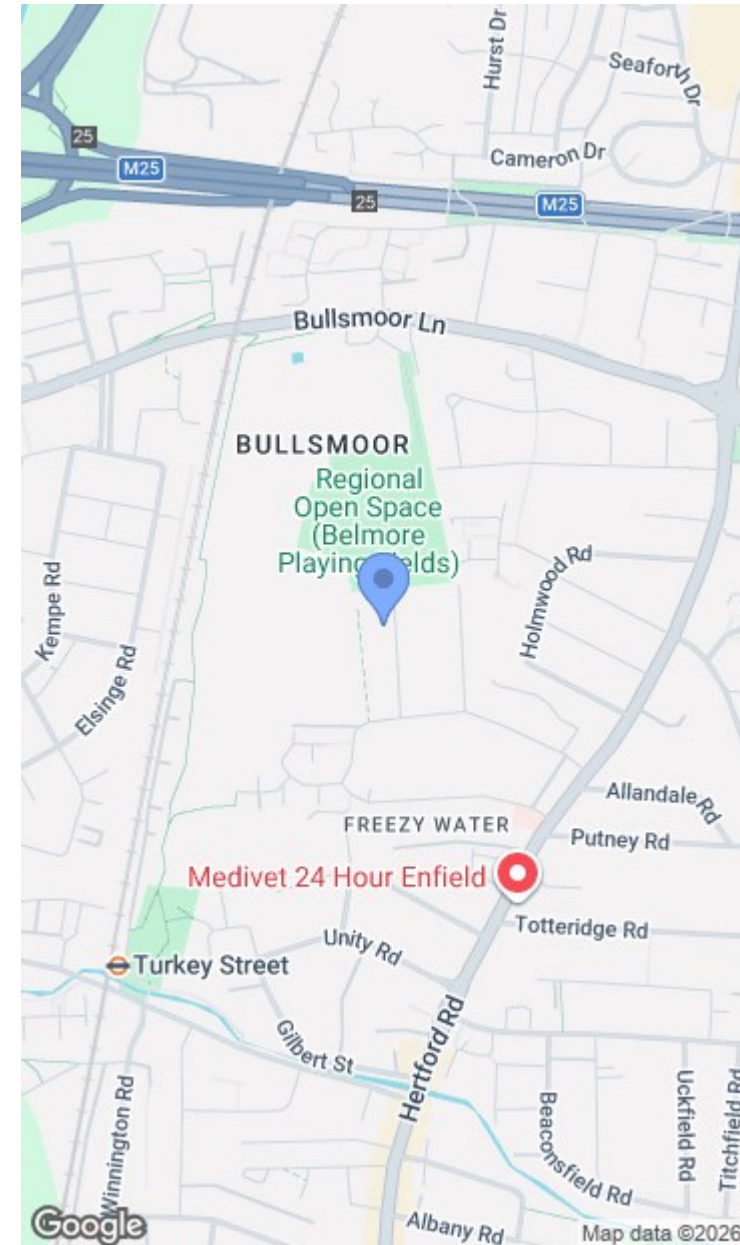 Hurst Dr
Seaforth Dr
25
M25
Cameron Dr
25
M25
Bullsmoor Ln
BULLSMOOR
Regional
Open Space
(Belmore
Playing elds)
Kempe Rd
Holmwood Rd
Elsinge Rd
Allandale Rd
FREEZY WATER
Putney Rd
Medivet 24 Hour Enfield
Totteridge Rd
Unity Rd
Turkey Street
Gilbert St
Hertford Rd
Winnington Rd
Beaconsfield Rd
Uckfield Rd
Titchfield Rd
Albany Rd
Google
Map data ©2026